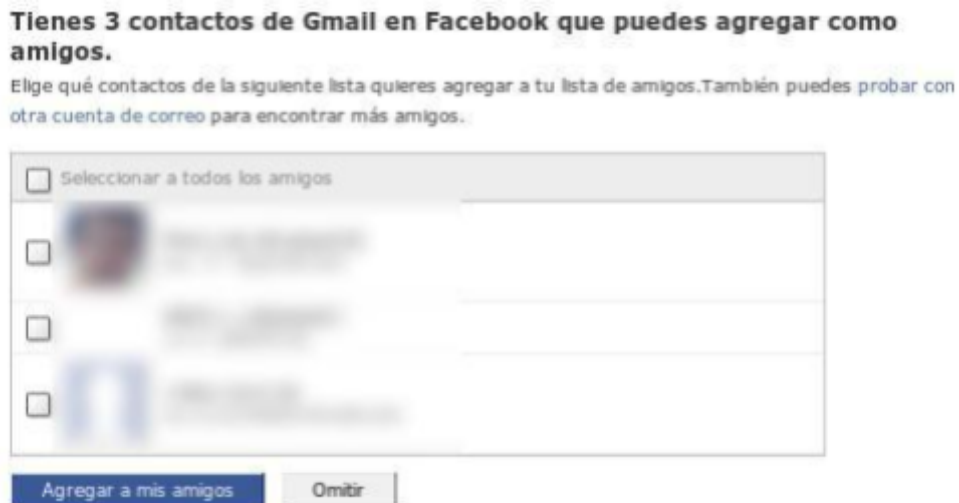 Tienes 3 contactos de Gmail en Facebook que puedes agregar como
amigos.
Elige qué contactos de la siguiente lista quieres agregar a tu lista de amigos.También puedes probar con
otra cuenta de correo para encontrar más amigos.
Seleccionar a todos los amigos
Agregar a mis amigos Omitir